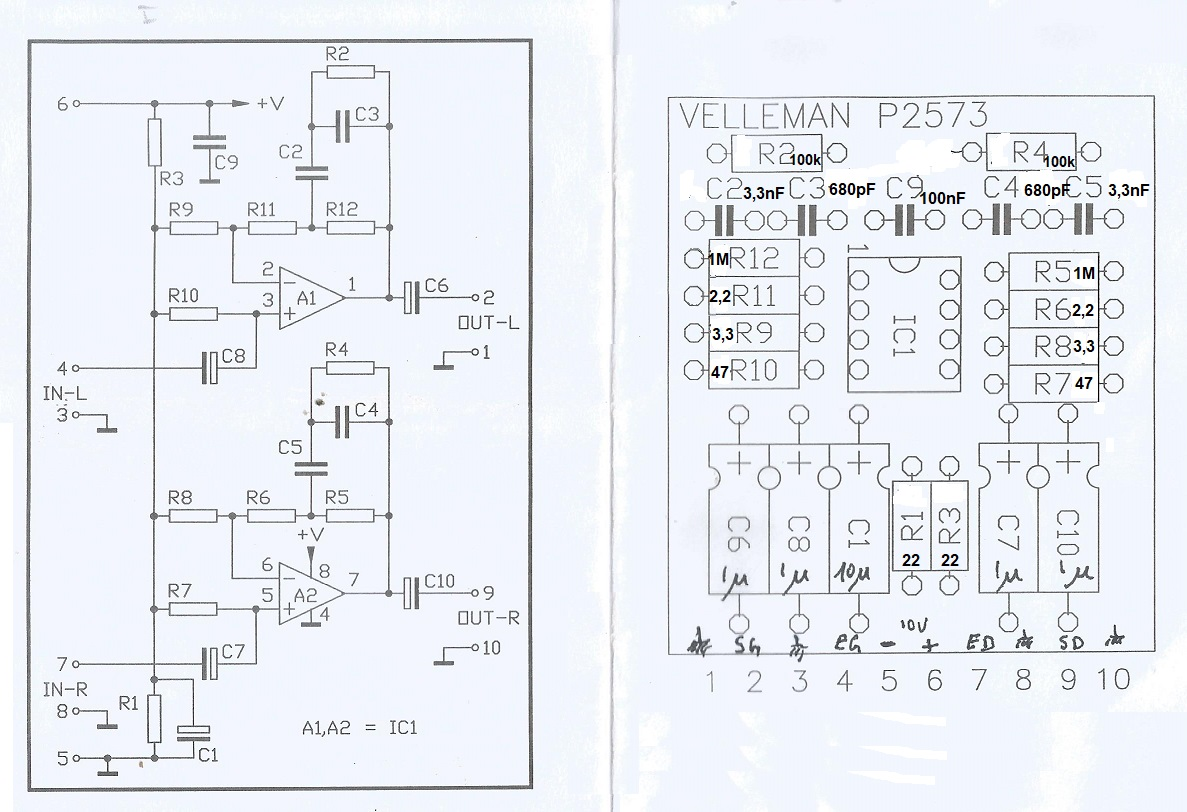 R2
6
+V
C3
C9
C2
R3
R9
R11
R12
2
1
A1
R10
3
C6
2
OUT-L
C8
1
4
R4
IN-L
3
C4
C5
R8
R6
R5
+V
6
8
7
C10
A2
R7
5
9
4
OUT-R
C7
10
7
IN-R
R1
8
A1,A2 = IC1
5
C1
VELLEMAN P2573
R2 100k
R4 100k
C2 3,3nF C3 680pF C9 100nF C4 680pF C5 3,3nF
1
1M R12
R5 1M
2,2 R11
R6 2,2
IC1
3,3 R9
R8 3,3
47 R10
R7 47
+ + + + +
C6 C8 C1 R1 R3 C7 C10
22 22
1µ 1µ 10µ 1µ 1µ
10V
SG EG - + ED SD
1 2 3 4 5 6 7 8 9 10